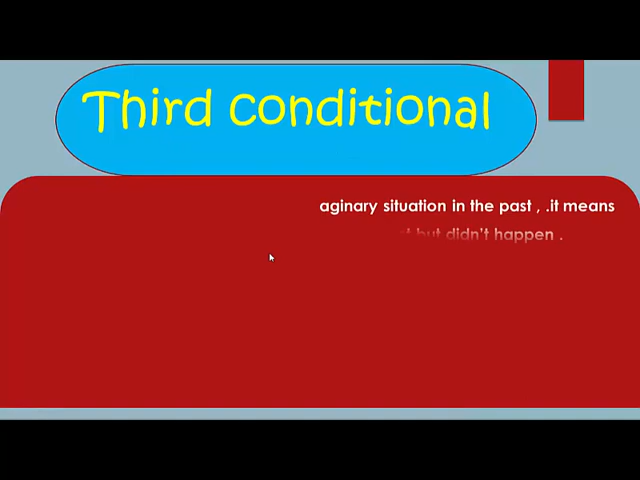 Third conditional
aginary situation in the past , .it means
but didn't happen .